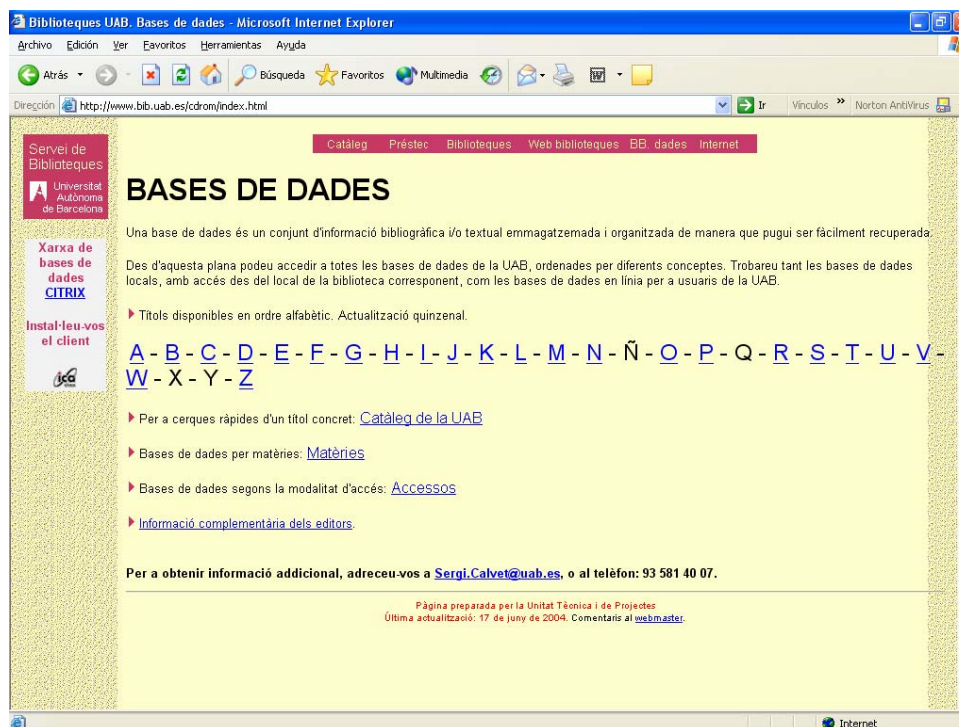 Biblioteques UAB. Bases de dades - Microsoft Internet Explorer
Archivo Edición Ver Favoritos Herramientas Ayuda
Atrás Búsqueda Favoritos Multimedia
Dirección http://www.bib.uab.es/cdrom/index.html Ir Vínculos » Norton AntiVirus
Servei de
Biblioteques
Universitat
Autònoma
de Barcelona
Xarxa de
bases de
dades
CITRIX
Instal·leu-vos
el client
ica
Catàleg Préstec Biblioteques Web biblioteques BB. dades Internet
BASES DE DADES
Una base de dades és un conjunt d'informació bibliogràfica i/o textual emmagatzemada i organitzada de manera que pugui ser fàcilment recuperada.
Des d'aquesta plana podeu accedir a totes les bases de dades de la UAB, ordenades per diferents conceptes. Trobareu tant les bases de dades
locals, amb accés des del local de la biblioteca corresponent, com les bases de dades en línia per a usuaris de la UAB.
Títols disponibles en ordre alfabètic. Actualització quinzenal.
A - B - C - D - E - F - G - H - I - J - K - L - M - N - Ñ - O - P - Q - R - S - T - U - V -
W - X - Y - Z
Per a cerques ràpides d'un títol concret: Catàleg de la UAB
Bases de dades per matèries: Matèries
Bases de dades segons la modalitat d'accés: Accessos
Informació complementària dels editors.
Per a obtenir informació addicional, adreceu-vos a Sergi.Calvet@uab.es, o al telèfon: 93 581 40 07.
Pàgina preparada per la Unitat Tècnica i de Projectes
Última actualització: 17 de juny de 2004. Comentaris al webmaster.
Internet